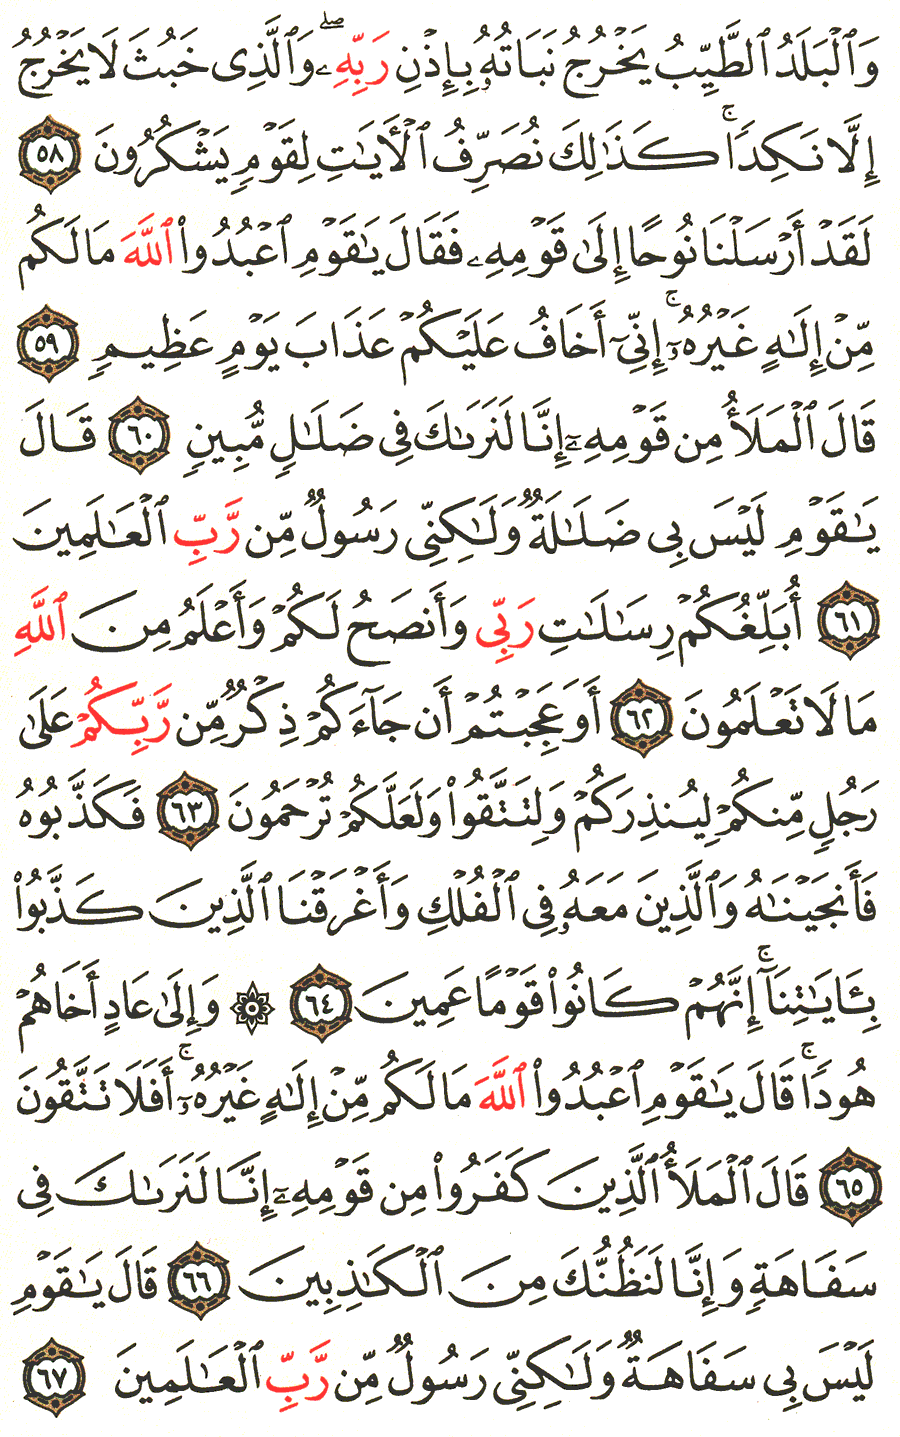 وَٱلْبَلَدُ ٱلطَّيِّبُ يَخْرُجُ نَبَاتُهُۥ بِإِذْنِ رَبِّهِۦۖ وَٱلَّذِى خَبُثَ لَا يَخْرُجُ
إِلَّا نَكِدًاۚ كَذَٰلِكَ نُصَرِّفُ ٱلْأَيَٰتِ لِقَوْمٍ يَشْكُرُونَ ٥٨
لَقَدْ أَرْسَلْنَا نُوحًا إِلَىٰ قَوْمِهِۦ فَقَالَ يَٰقَوْمِ ٱعْبُدُوا۟ ٱللَّهَ مَا لَكُم
مِّنْ إِلَٰهٍ غَيْرُهُۥٓۚ إِنِّىٓ أَخَافُ عَلَيْكُمْ عَذَابَ يَوْمٍ عَظِيمٍ ٥٩
قَالَ ٱلْمَلَأُ مِن قَوْمِهِۦٓ إِنَّا لَنَرَىٰكَ فِى ضَلَٰلٍ مُّبِينٍ ٦٠ قَالَ
يَٰقَوْمِ لَيْسَ بِى ضَلَٰلَةٌ وَلَٰكِنِّى رَسُولٌ مِّن رَّبِّ ٱلْعَٰلَمِينَ
٦١ أُبَلِّغُكُمْ رِسَٰلَٰتِ رَبِّى وَأَنصَحُ لَكُمْ وَأَعْلَمُ مِنَ ٱللَّهِ
مَا لَا تَعْلَمُونَ ٦٢ أَوَعَجِبْتُمْ أَن جَآءَكُمْ ذِكْرٌ مِّن رَّبِّكُمْ عَلَىٰ
رَجُلٍ مِّنكُمْ لِيُنذِرَكُمْ وَلِتَتَّقُوا۟ وَلَعَلَّكُمْ تُرْحَمُونَ ٦٣ فَكَذَّبُوهُ
فَأَنجَيْنَٰهُ وَٱلَّذِينَ مَعَهُۥ فِى ٱلْفُلْكِ وَأَغْرَقْنَا ٱلَّذِينَ كَذَّبُوا۟
بِـَٔايَٰتِنَآۚ إِنَّهُمْ كَانُوا۟ قَوْمًا عَمِينَ ٦٤ ۞ وَإِلَىٰ عَادٍ أَخَاهُمْ
هُودًاۚ قَالَ يَٰقَوْمِ ٱعْبُدُوا۟ ٱللَّهَ مَا لَكُم مِّنْ إِلَٰهٍ غَيْرُهُۥٓۚ أَفَلَا تَتَّقُونَ
٦٥ قَالَ ٱلْمَلَأُ ٱلَّذِينَ كَفَرُوا۟ مِن قَوْمِهِۦٓ إِنَّا لَنَرَىٰكَ فِى
سَفَاهَةٍ وَإِنَّا لَنَظُنُّكَ مِنَ ٱلْكَٰذِبِينَ ٦٦ قَالَ يَٰقَوْمِ
لَيْسَ بِى سَفَاهَةٌ وَلَٰكِنِّى رَسُولٌ مِّن رَّبِّ ٱلْعَٰلَمِينَ ٦٧